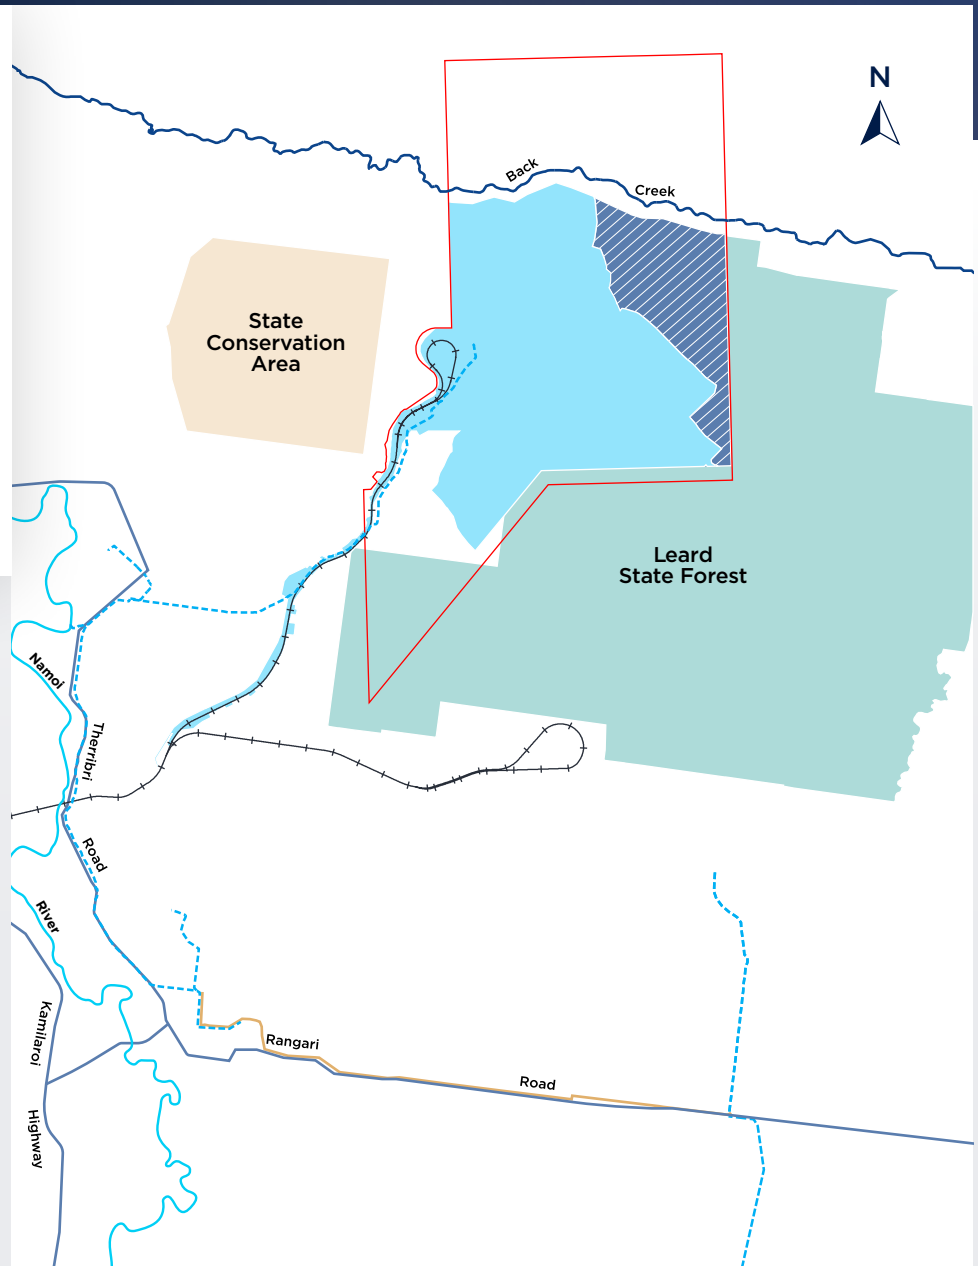 N
Back
Creek
State
Conservation
Area
Leard
State Forest
Namoi
Therribri
Road
River
Kamilaroi
Rangari
Road
Highway